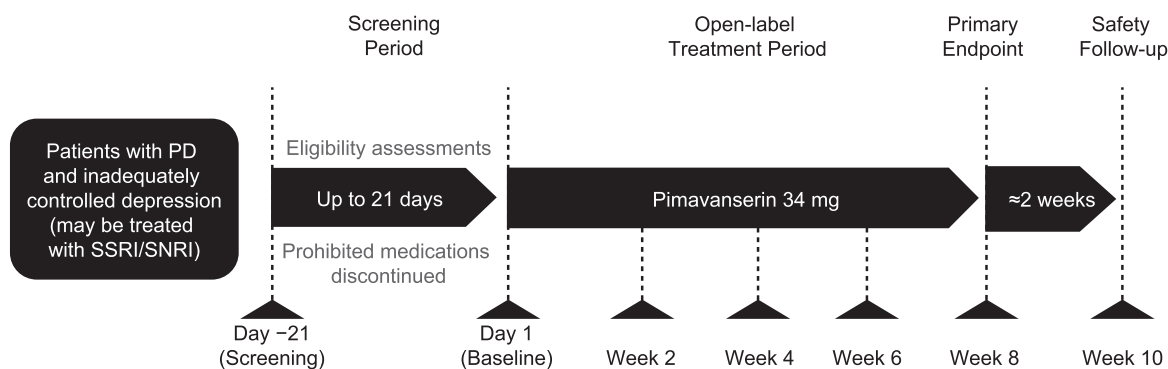 Screening
Period
Open-label
Treatment Period
Primary
Endpoint
Safety
Follow-up
Patients with PD
and inadequately
controlled depression
(may be treated
with SSRI/SNRI)
Eligibility assessments
Up to 21 days
Prohibited medications
discontinued
Pimavanserin 34 mg
≈2 weeks
Day −21
(Screening)
Day 1
(Baseline)
Week 2
Week 4
Week 6
Week 8
Week 10